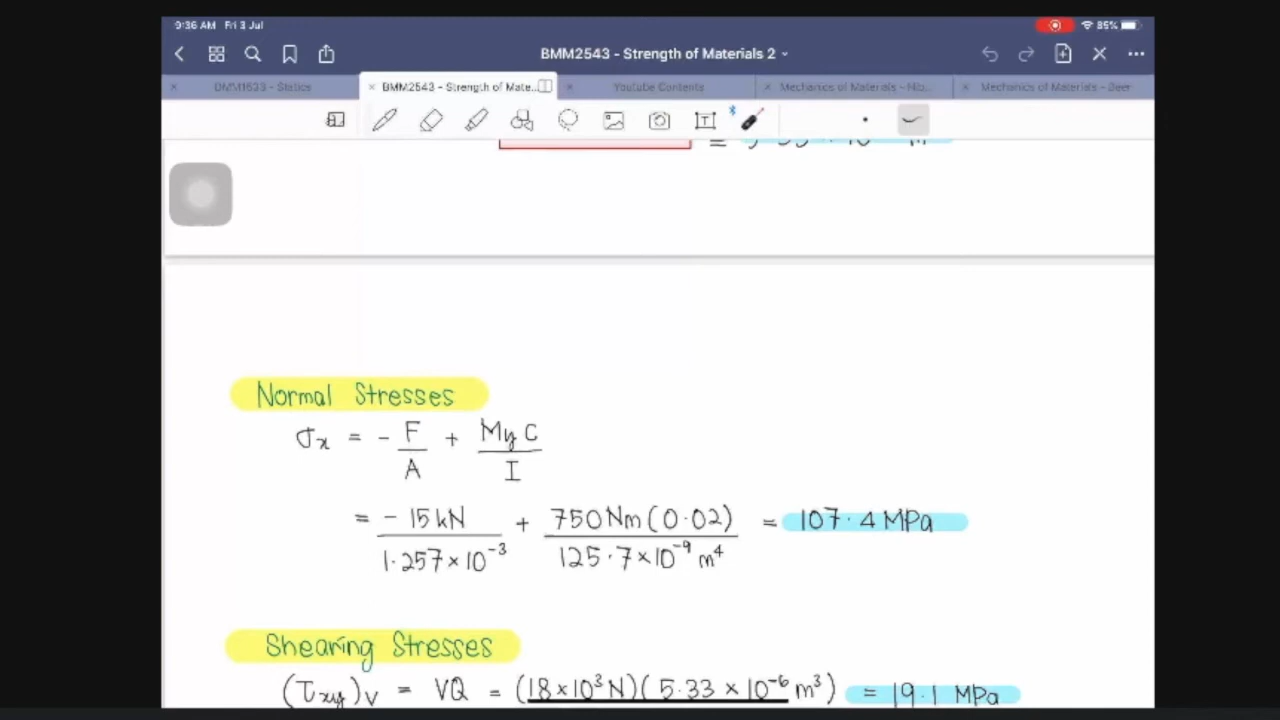 9:36 AM Fri 3 Jul
85%
BMM2543 - Strength of Materials 2
BMM1533 - Statics
BMM2543 - Strength of Mate...
Youtube Contents
Mechanics of Materials - Hib...
Mechanics of Materials - Beer
Normal Stresses
σx = - F/A + My C/I
= - 15 kN / 1.257 × 10⁻³ + 750 Nm (0.02) / 125.7 × 10⁻⁹ m⁴ = 107.4 MPa
Shearing Stresses
(τxy)V = VQ = (18 × 10³ N)(5.33 × 10⁻⁶ m³) = 19.1 MPa